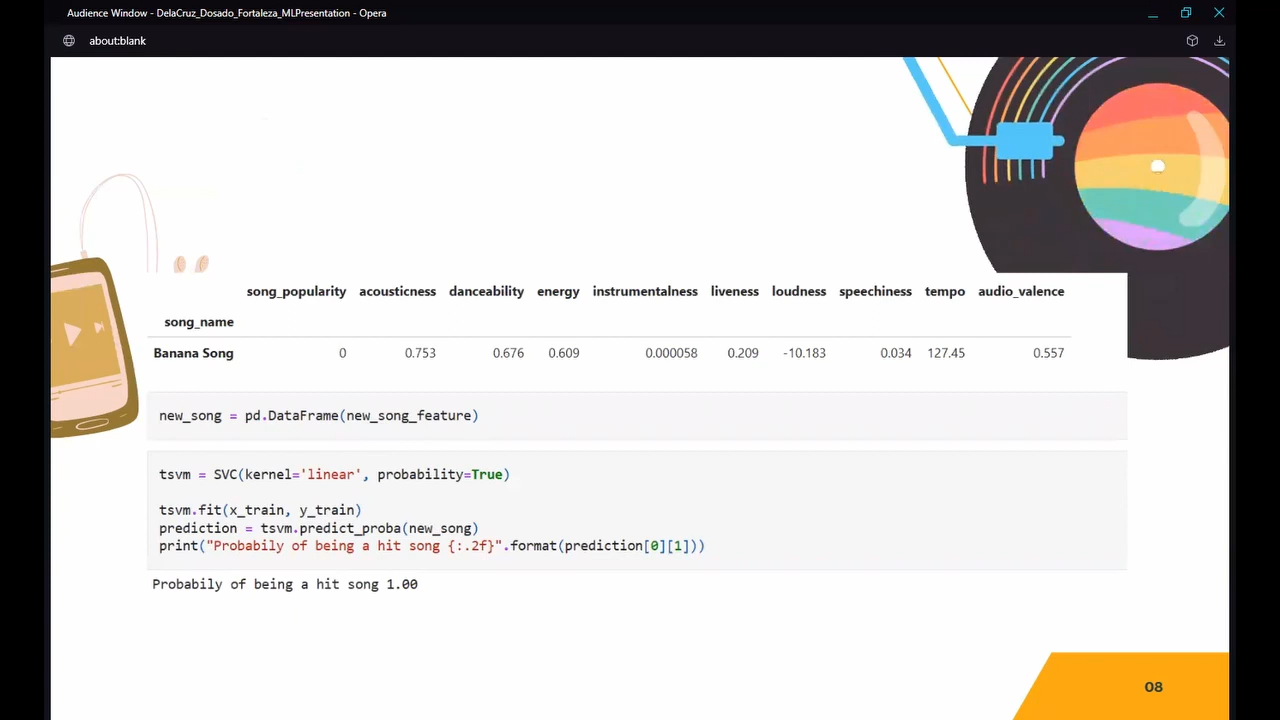 Audience Window - DelaCruz_Dosado_Fortaleza_MLPresentation - Opera
about:blank
song_popularity acousticness danceability energy instrumentalness liveness loudness speechiness tempo audio_valence
song_name
Banana Song 0 0.753 0.676 0.609 0.000058 0.209 -10.183 0.034 127.45 0.557
new_song = pd.DataFrame(new_song_feature)
tsvm = SVC(kernel='linear', probability=True)
tsvm.fit(x_train, y_train)
prediction = tsvm.predict_proba(new_song)
print("Probabily of being a hit song {:.2f}".format(prediction[0][1]))
Probabily of being a hit song 1.00
08